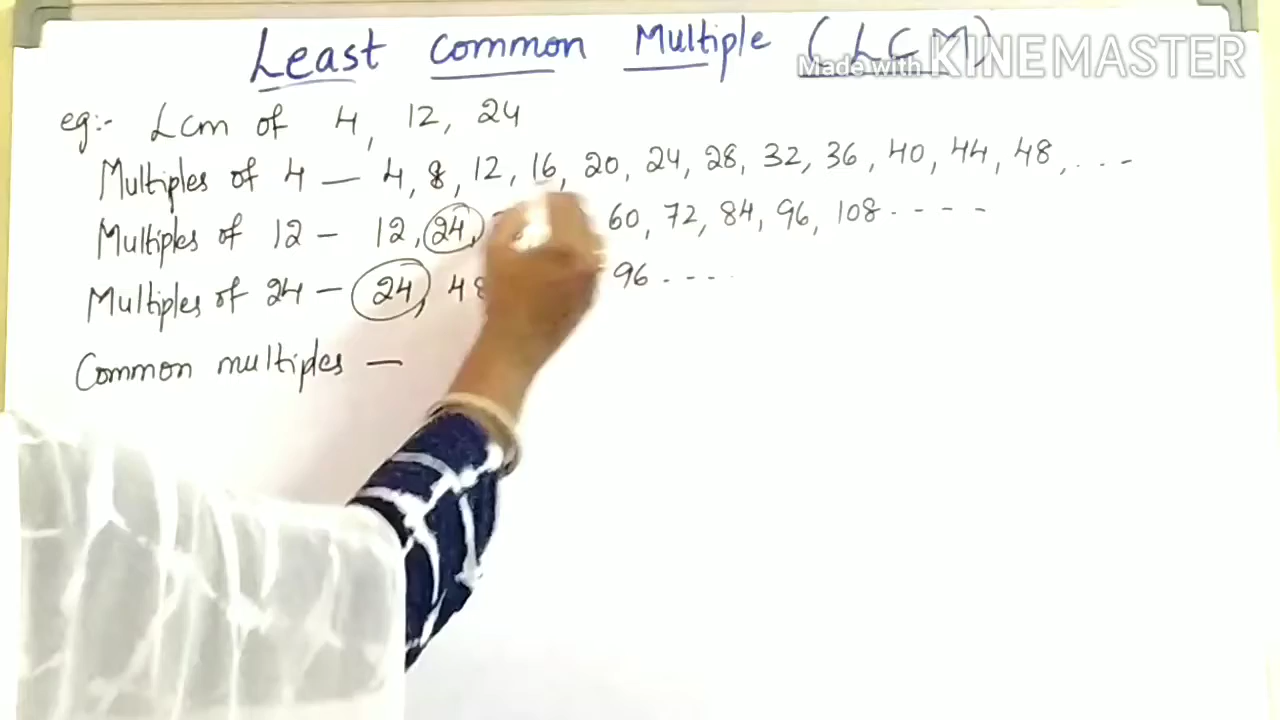 Least Common Multiple (LCM)
Made with KINEMASTER
eg:- Lcm of 4, 12, 24
Multiples of 4 — 4, 8, 12, 16, 20, 24, 28, 32, 36, 40, 44, 48, ....
Multiples of 12 — 12, 24, 60, 72, 84, 96, 108 - - - -
Multiples of 24 — 24, 48 96 - - - -
Common multiples —